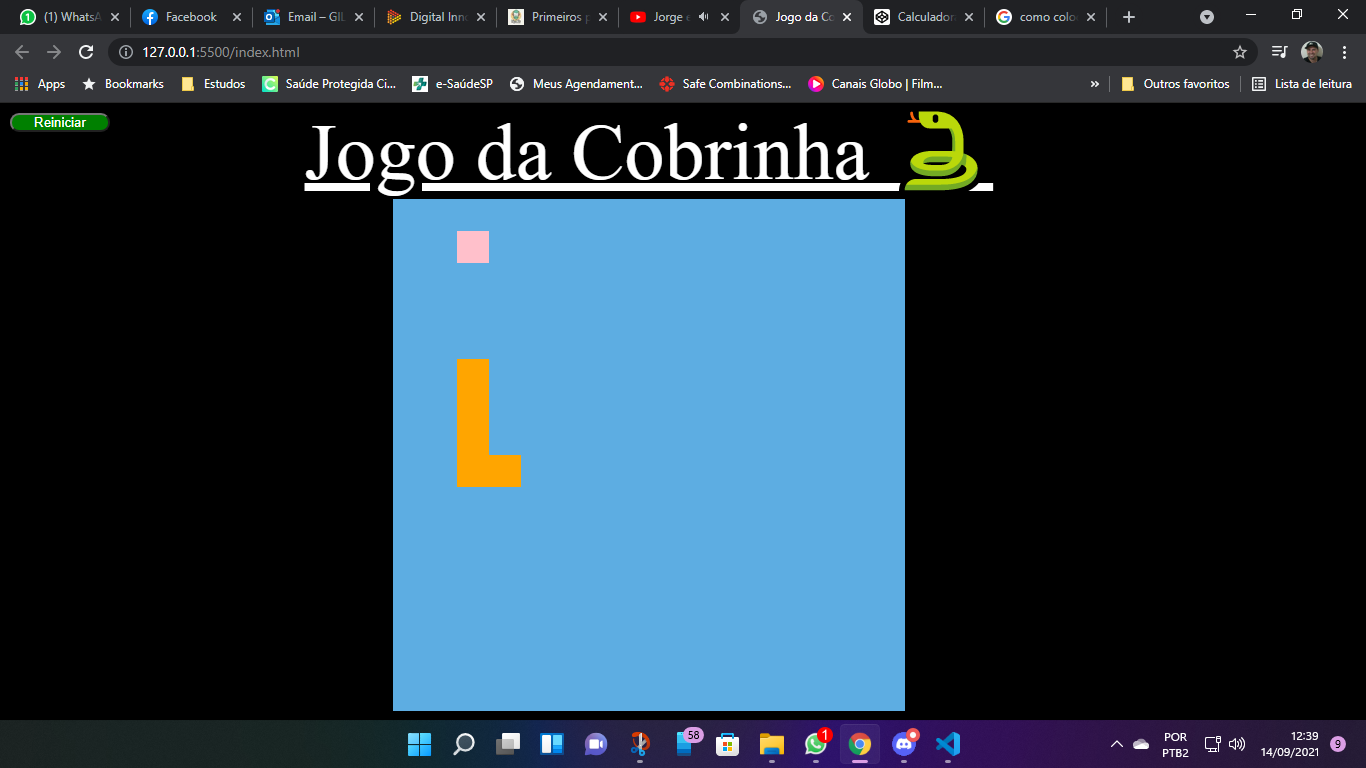 (1) WhatsA
Facebook
Email – GIL
Digital Inno
Primeiros p
Jorge e
Jogo da Co
Calculador
como colo
127.0.0.1:5500/index.html
Apps
Bookmarks
Estudos
Saúde Protegida Ci...
e-SaúdeSP
Meus Agendament...
Safe Combinations...
Canais Globo | Film...
»
Outros favoritos
Lista de leitura
Reiniciar
Jogo da Cobrinha
58
1
POR
PTB2
12:39
14/09/2021
9